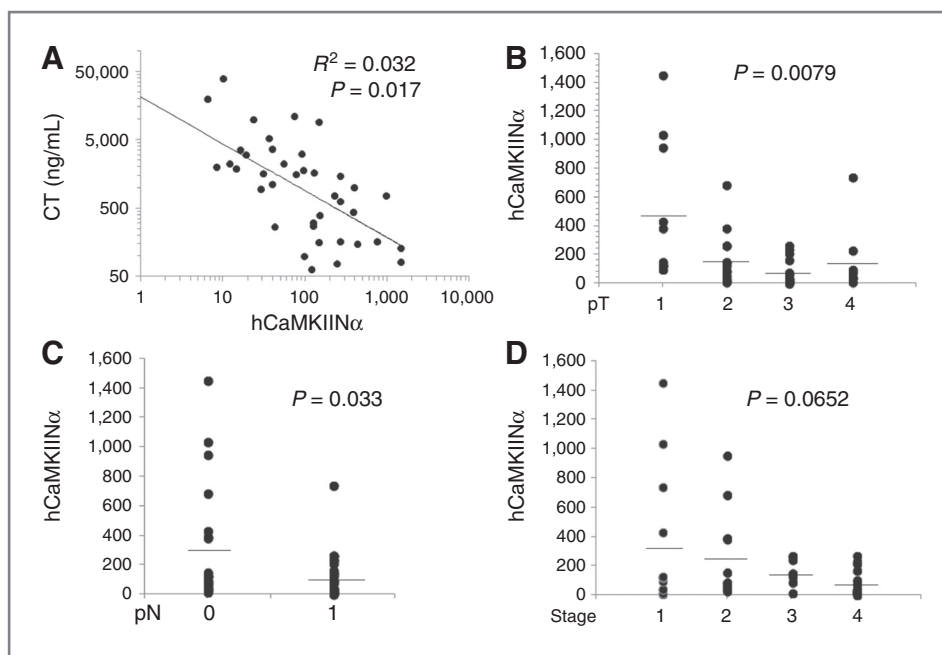 A
R² = 0.032
P = 0.017
CT (ng/mL)
50,000
5,000
500
50
1 10 100 1,000 10,000
hCaMKIINα
B
P = 0.0079
hCaMKIINα
1,600
1,400
1,200
1,000
800
600
400
200
0
pT 1 2 3 4
C
P = 0.033
hCaMKIINα
1,600
1,400
1,200
1,000
800
600
400
200
0
pN 0 1
D
P = 0.0652
hCaMKIINα
1,600
1,400
1,200
1,000
800
600
400
200
0
Stage 1 2 3 4